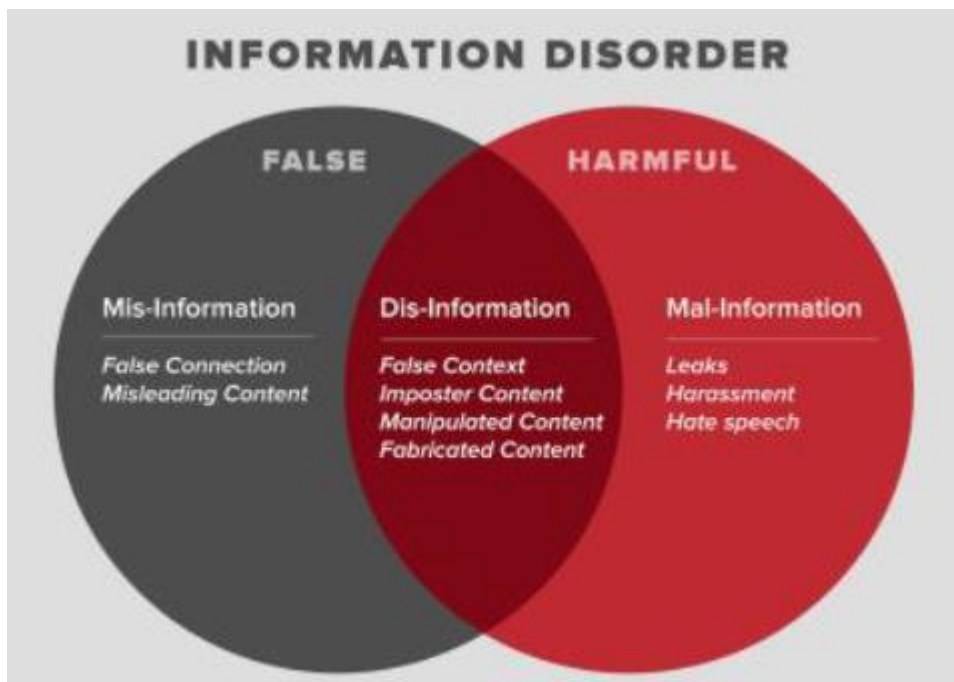 INFORMATION DISORDER
FALSE
HARMFUL
Mis-Information
False Connection
Misleading Content
Dis-Information
False Context
Imposter Content
Manipulated Content
Fabricated Content
Mal-Information
Leaks
Harassment
Hate speech